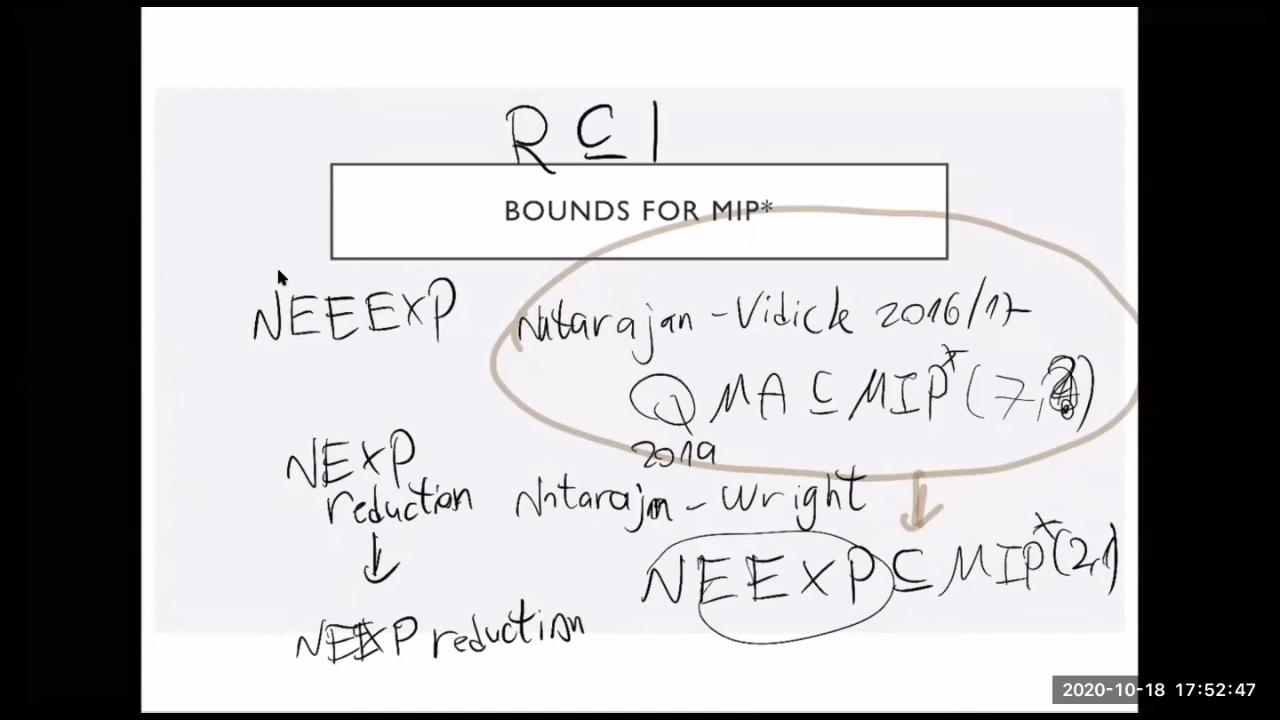 R ⊆ 1
BOUNDS FOR MIP*
NEEEXP
Natarajan - Vidick 2016/17
QMA ⊆ MIP*(7,
2019
NEXP
reduction
Natarajan - Wright
NEEXP ⊆ MIP*(2,1)
↓
NEEXP reduction
2020-10-18 17:52:47